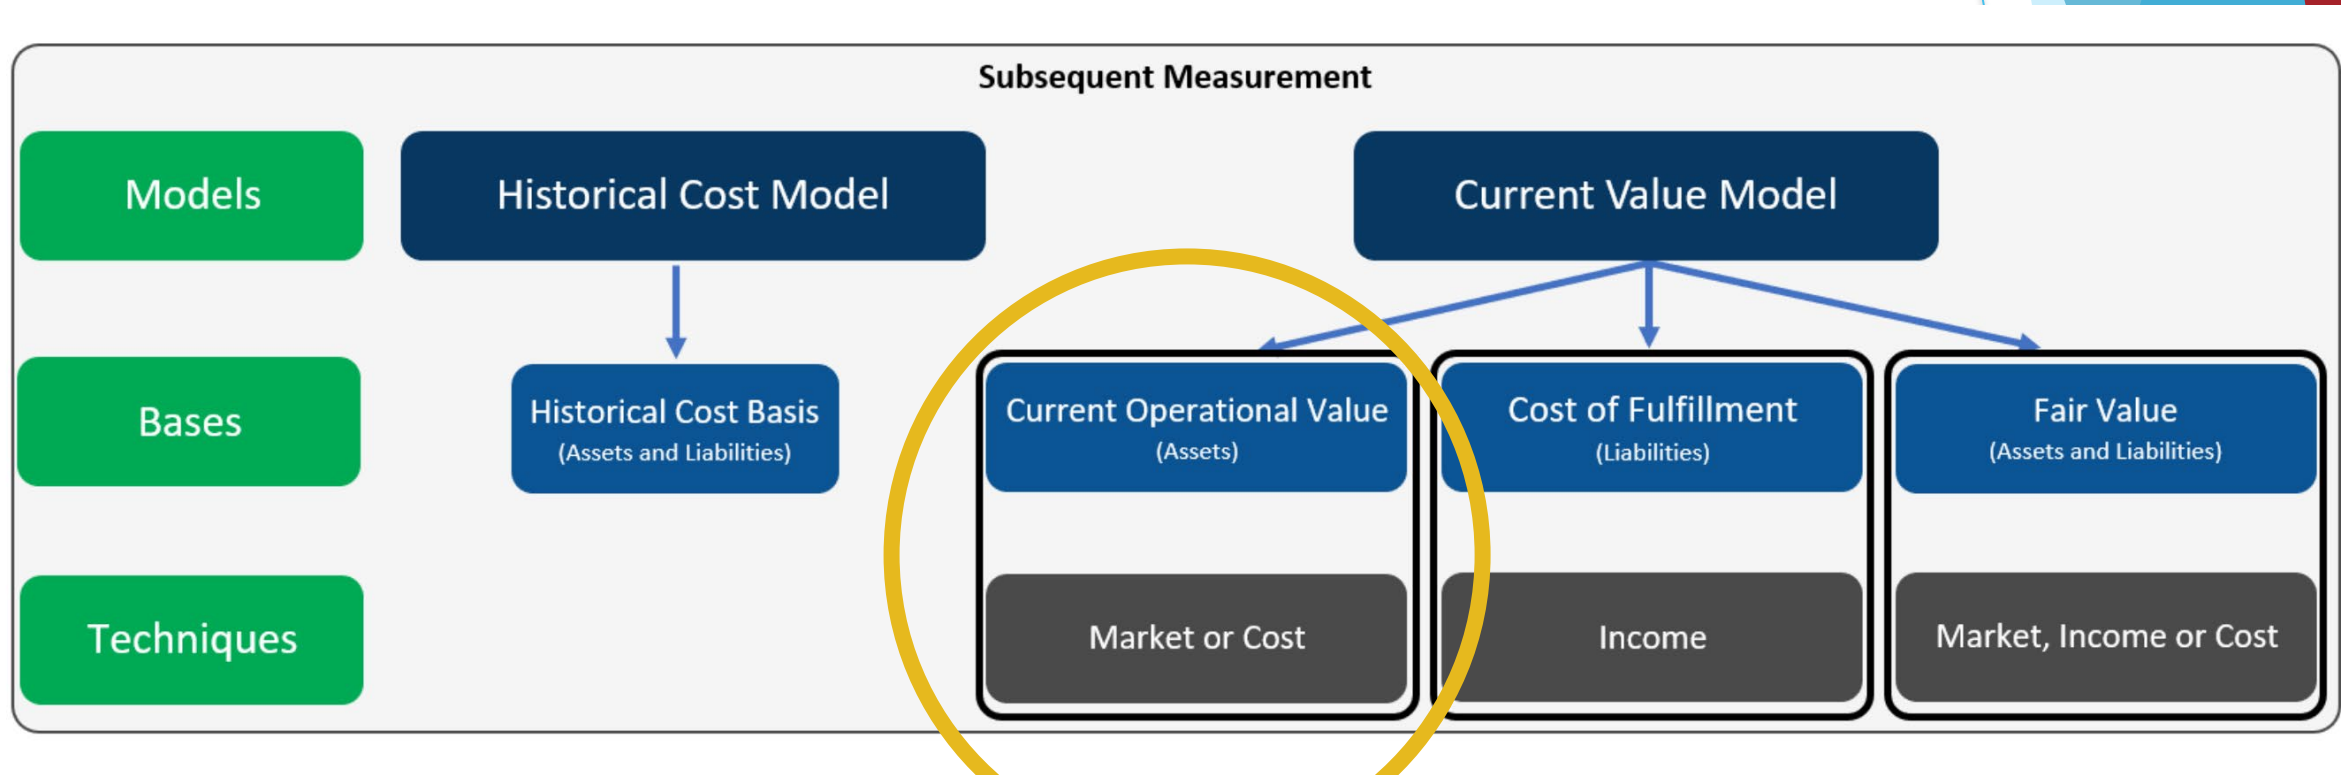 Subsequent Measurement
Models
Historical Cost Model
Current Value Model
Bases
Historical Cost Basis
(Assets and Liabilities)
Current Operational Value
(Assets)
Cost of Fulfillment
(Liabilities)
Fair Value
(Assets and Liabilities)
Techniques
Market or Cost
Income
Market, Income or Cost